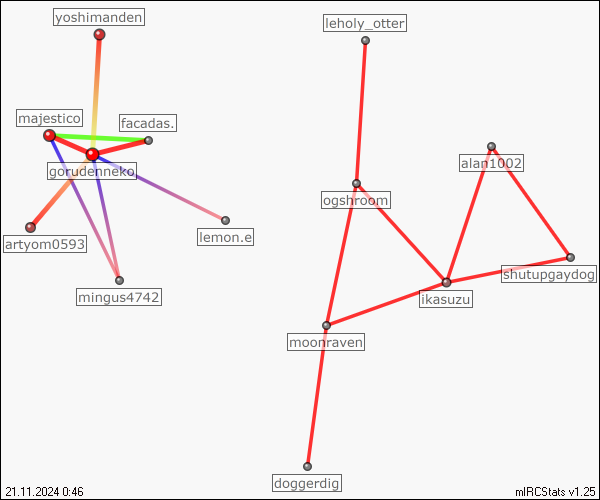 yoshimanden
leholy_otter
majestico
facadas.
alan1002
gorudenneko.
ogshroom
artyom0593
lemon.e
shutupgaydog
mingus4742
ikasuzu
moonraven
doggerdig
21.11.2024 0:46
mIRCStats v1.25